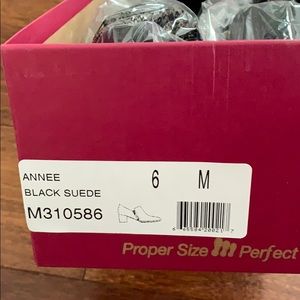 ANNEE 6 M
BLACK SUEDE
M310586
Proper Size Perfect